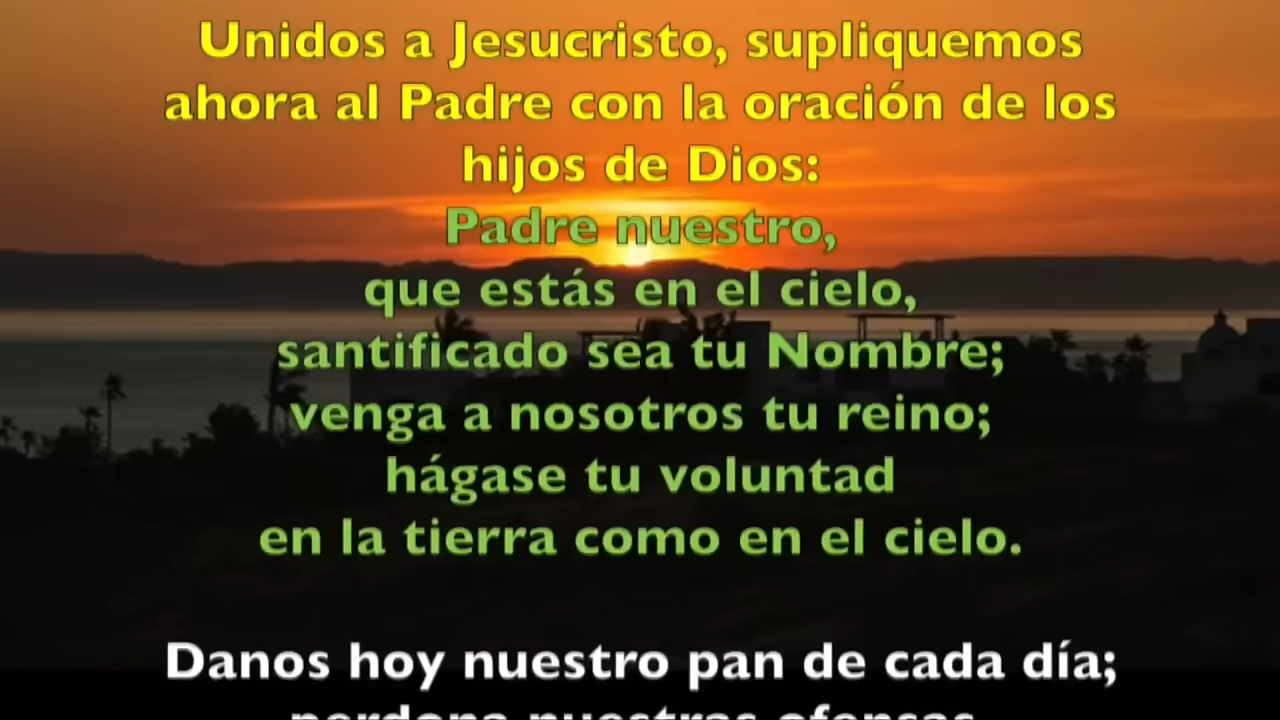 Unidos a Jesucristo, supliquemos
ahora al Padre con la oración de los
hijos de Dios:
Padre nuestro,
que estás en el cielo,
santificado sea tu Nombre;
venga a nosotros tu reino;
hágase tu voluntad
en la tierra como en el cielo.
Danos hoy nuestro pan de cada día;
perdona nuestras ofensas